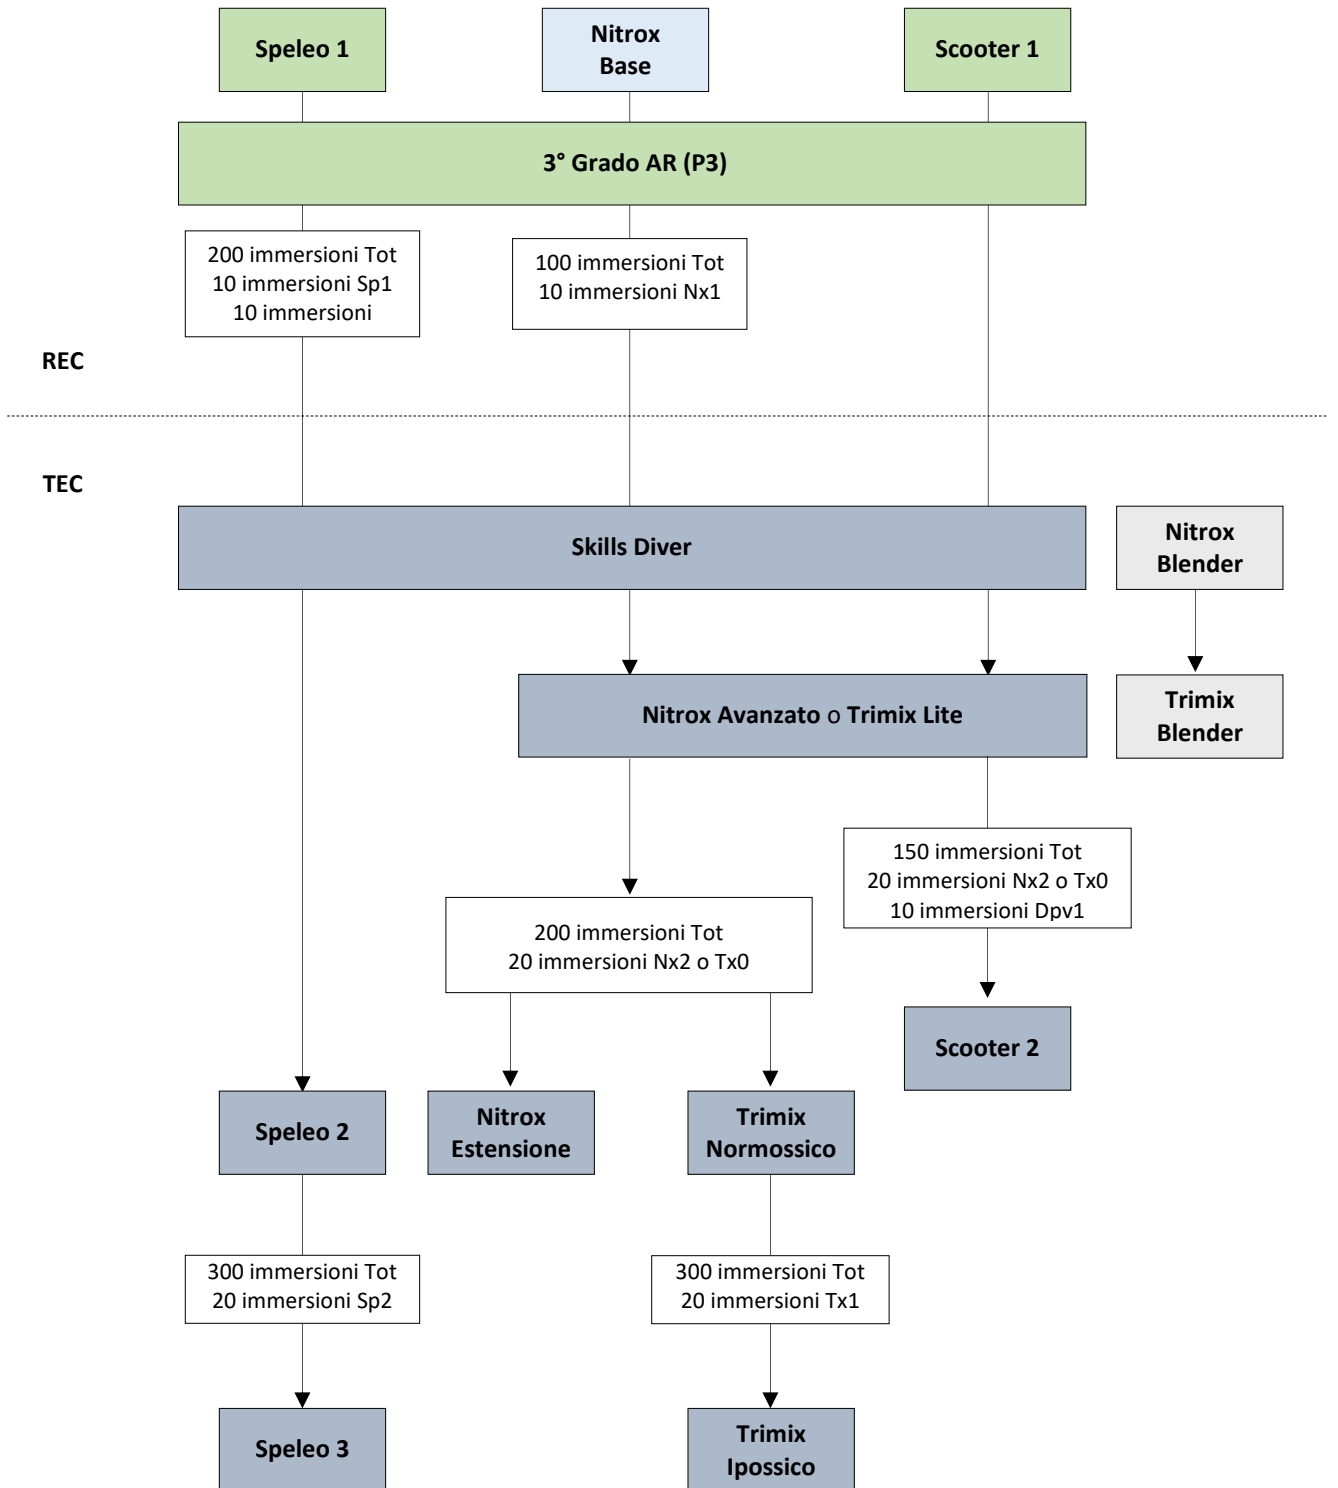 Speleo 1
Nitrox
Base
Scooter 1
3° Grado AR (P3)
200 immersioni Tot
10 immersioni Sp1
10 immersioni
100 immersioni Tot
10 immersioni Nx1
REC
TEC
Skills Diver
Nitrox
Blender
Nitrox Avanzato o Trimix Lite
Trimix
Blender
150 immersioni Tot
20 immersioni Nx2 o Tx0
10 immersioni Dpv1
200 immersioni Tot
20 immersioni Nx2 o Tx0
Scooter 2
Speleo 2
Nitrox
Estensione
Trimix
Normossico
300 immersioni Tot
20 immersioni Sp2
300 immersioni Tot
20 immersioni Tx1
Speleo 3
Trimix
Ipossico